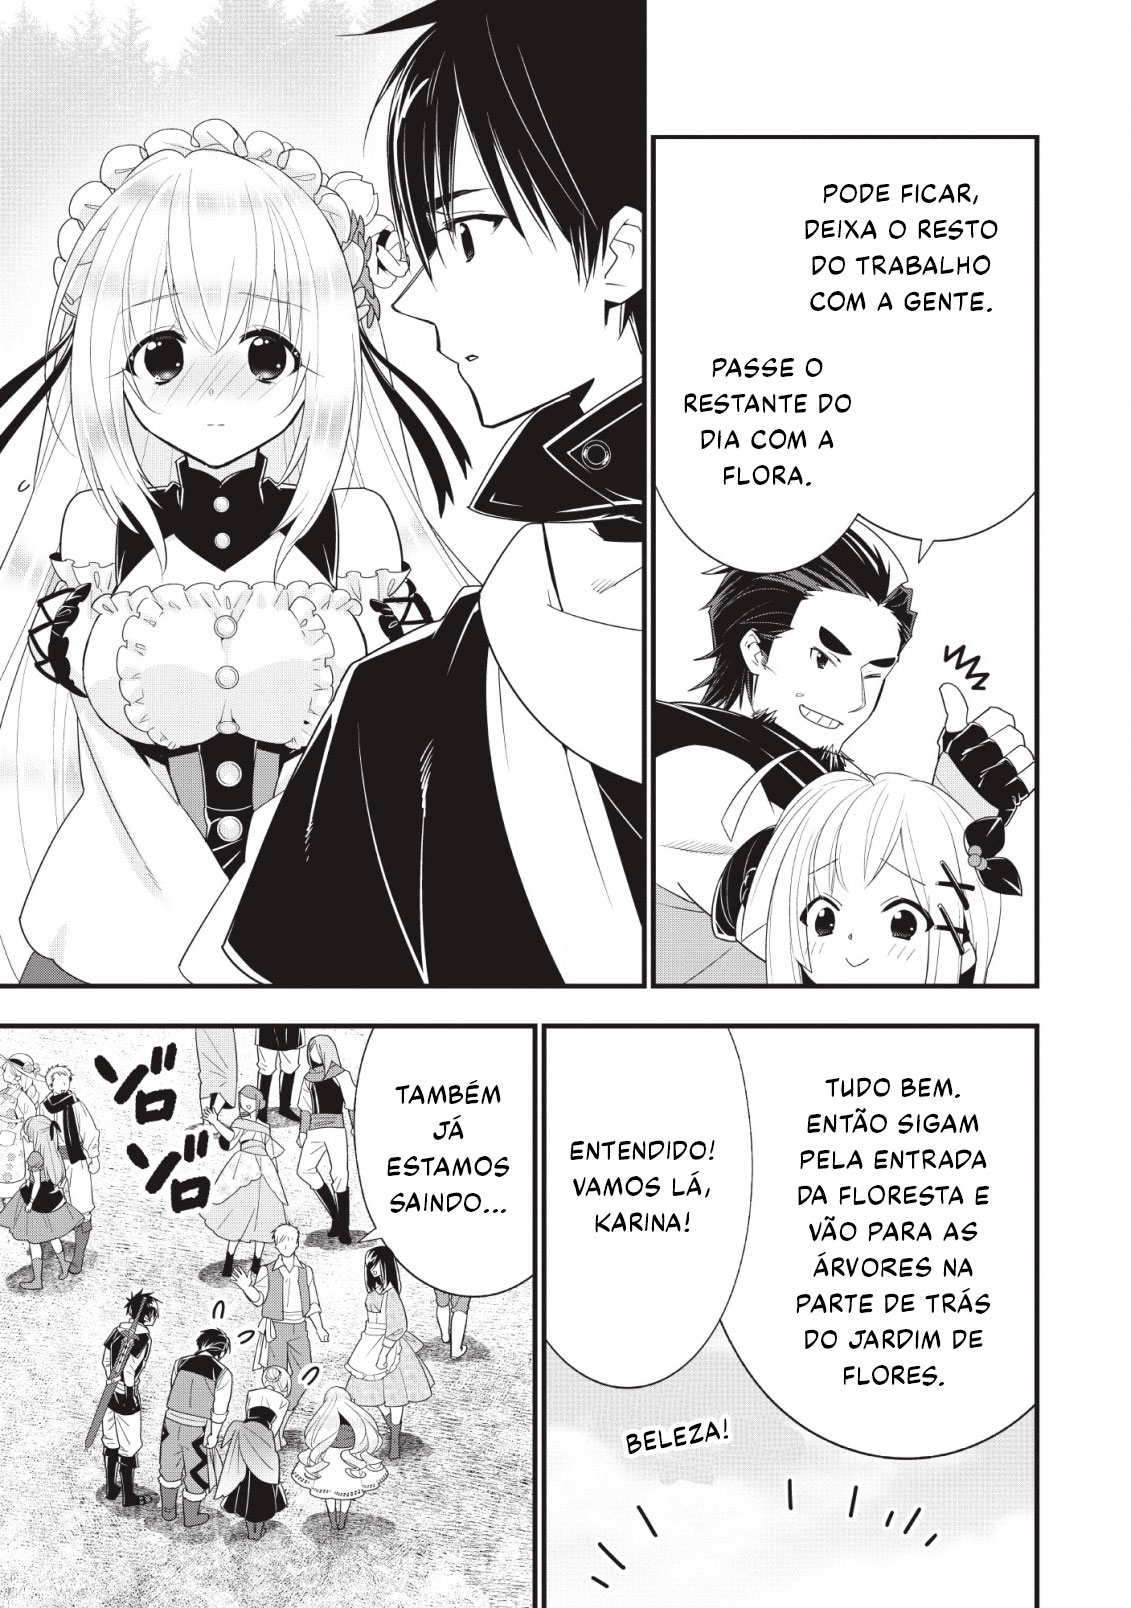 PODE FICAR,
DEIXA O RESTO
DO TRABALHO
COM A GENTE.
PASSE O
RESTANTE DO
DIA COM A
FLORA.
TUDO BEM.
ENTÃO SIGAM
PELA ENTRADA
DA FLORESTA E
VÃO PARA AS
ÁRVORES NA
PARTE DE TRÁS
DO JARDIM DE
FLORES.
ENTENDIDO!
VAMOS LÁ,
KARINA!
BELEZA!
TAMBÉM
JÁ
ESTAMOS
SAINDO...
ゾロ
ゾロ